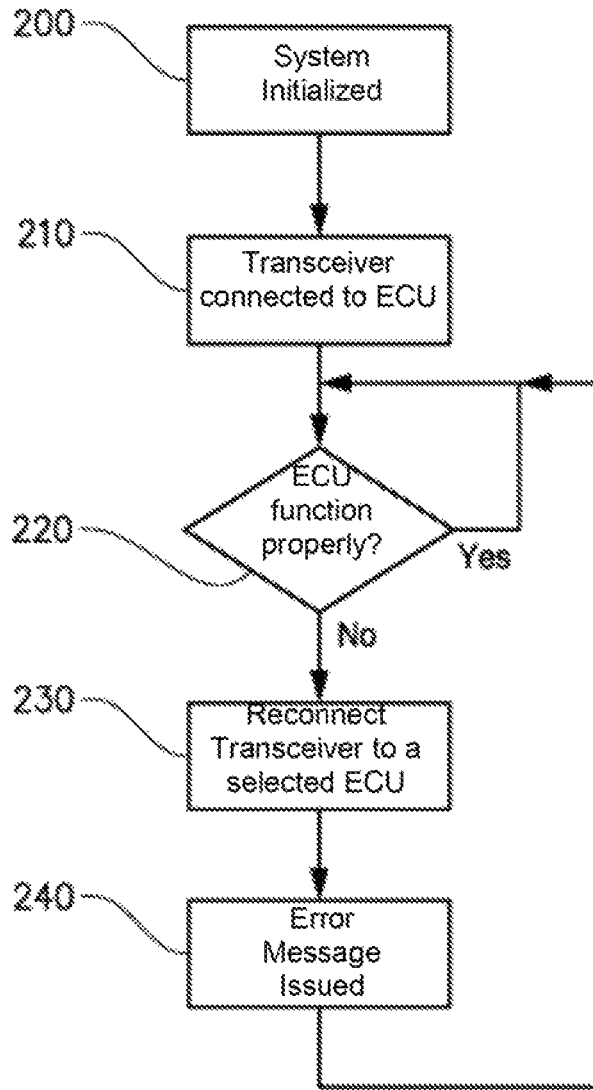 200
System
Initialized
210
Transceiver
connected to ECU
220
ECU
function
properly?
Yes
No
230
Reconnect
Transceiver to a
selected ECU
240
Error
Message
Issued